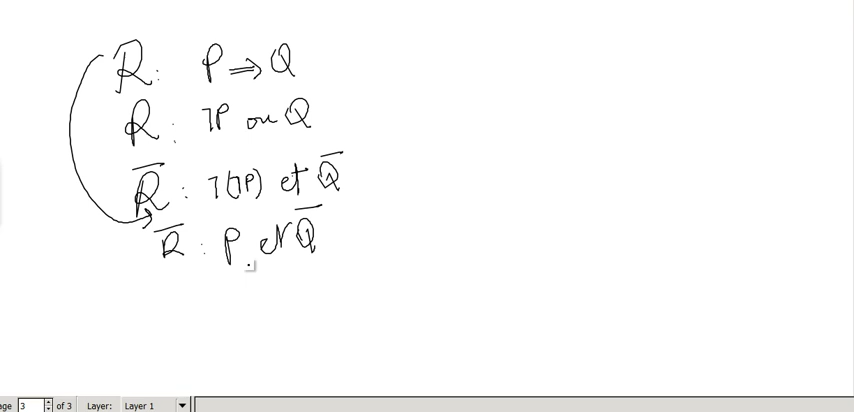 R: P ⇒ Q
R: ⅂P ou Q
R̅: ⅂(⅂P) et Q̅
R̅: P et Q̅
age 3 of 3 Layer: Layer 1